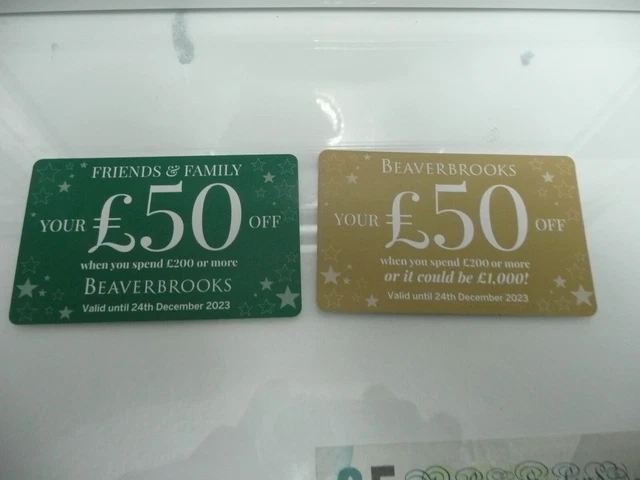 FRIENDS & FAMILY
YOUR £50 OFF
when you spend £200 or more
BEAVERBROOKS
Valid until 24th December 2023
BEAVERBROOKS
YOUR £50 OFF
when you spend £200 or more
or it could be £1,000!
Valid until 24th December 2023